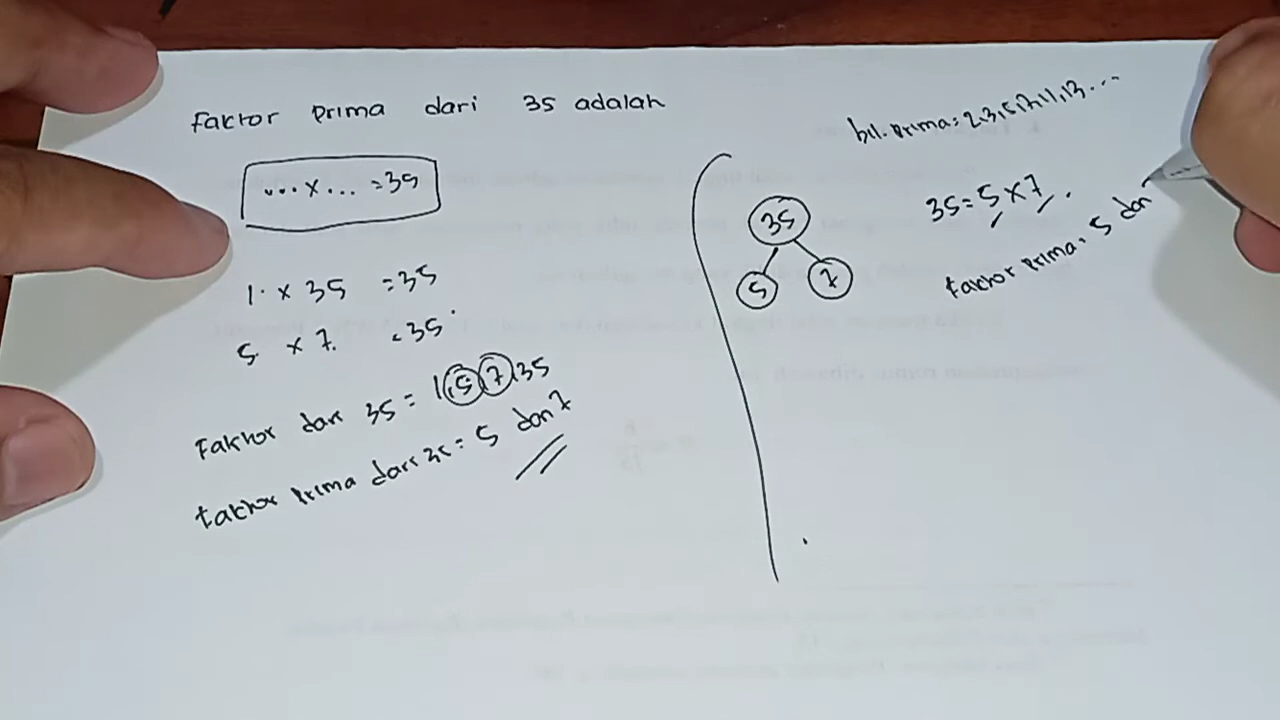 Faktor prima dari 35 adalah
... x ... = 35
1 x 35 = 35
5 x 7 = 35
Faktor dari 35 = 1, 5, 7, 35
faktor prima dari 35 = 5 dan 7
bil. prima = 2, 3, 5, 7, 11, 13 ...
35
5 7
35 = 5 x 7.
faktor prima = 5 dan